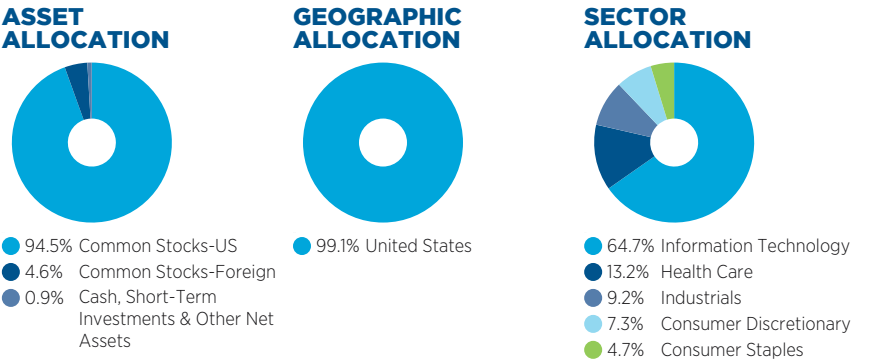 ASSET
ALLOCATION
94.5% Common Stocks-US
4.6% Common Stocks-Foreign
0.9% Cash, Short-Term
Investments & Other Net
Assets
GEOGRAPHIC
ALLOCATION
99.1% United States
SECTOR
ALLOCATION
64.7% Information Technology
13.2% Health Care
9.2% Industrials
7.3% Consumer Discretionary
4.7% Consumer Staples